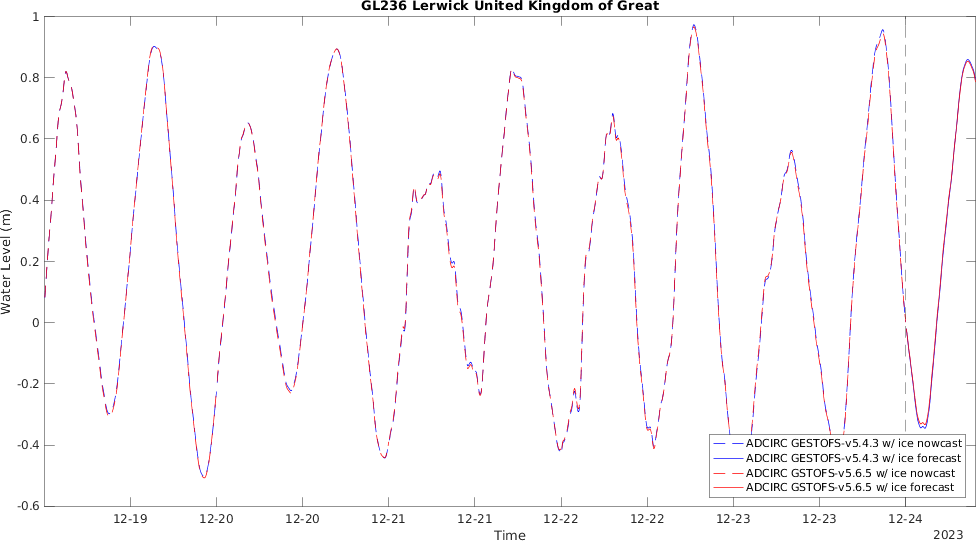 GL236 Lerwick United Kingdom of Great
1
0.8
0.6
0.4
0.2
0
-0.2
-0.4
-0.6
Water Level (m)
ADCIRC GESTOFS-v5.4.3 w/ ice nowcast
ADCIRC GESTOFS-v5.4.3 w/ ice forecast
ADCIRC GSTOFS-v5.6.5 w/ ice nowcast
ADCIRC GSTOFS-v5.6.5 w/ ice forecast
12-19 12-20 12-20 12-21 12-21 12-22 12-22 12-23 12-23 12-24
Time
2023